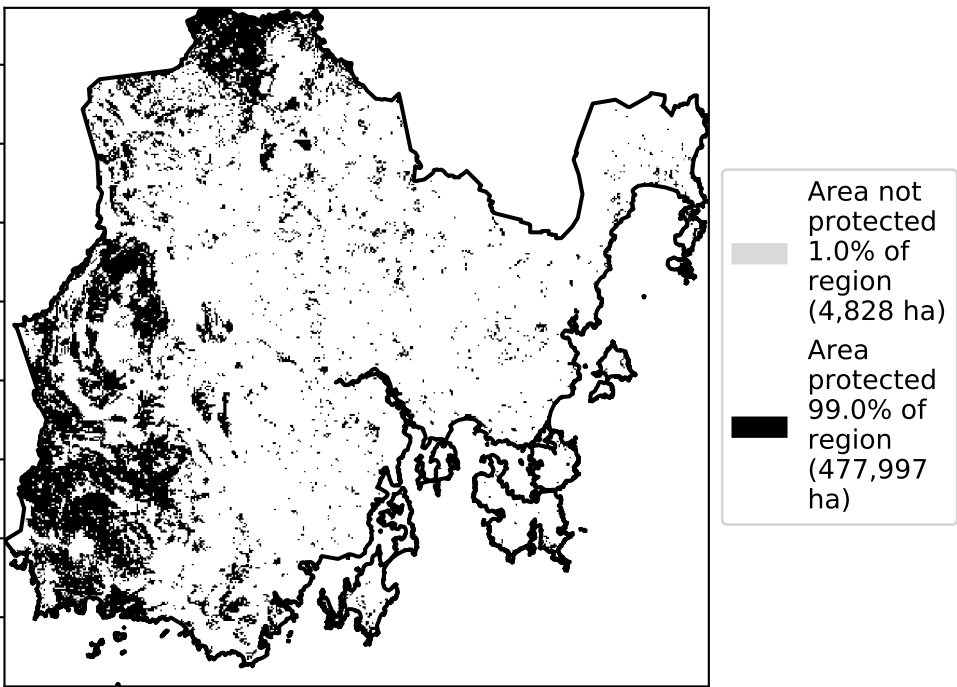 Area not
protected
1.0% of
region
(4,828 ha)
Area
protected
99.0% of
region
(477,997
ha)